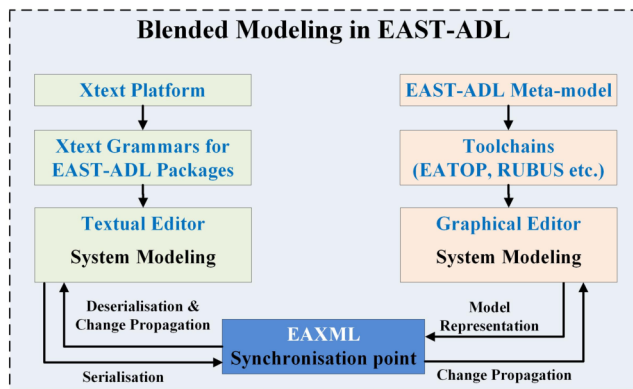 Blended Modeling in EAST-ADL
Xtext Platform
Xtext Grammars for
EAST-ADL Packages
Textual Editor
System Modeling
EAST-ADL Meta-model
Toolchains
(EATOP, RUBUS etc.)
Graphical Editor
System Modeling
Deserialisation &
Change Propagation
Serialisation
EAXML
Synchronisation point
Model
Representation
Change Propagation